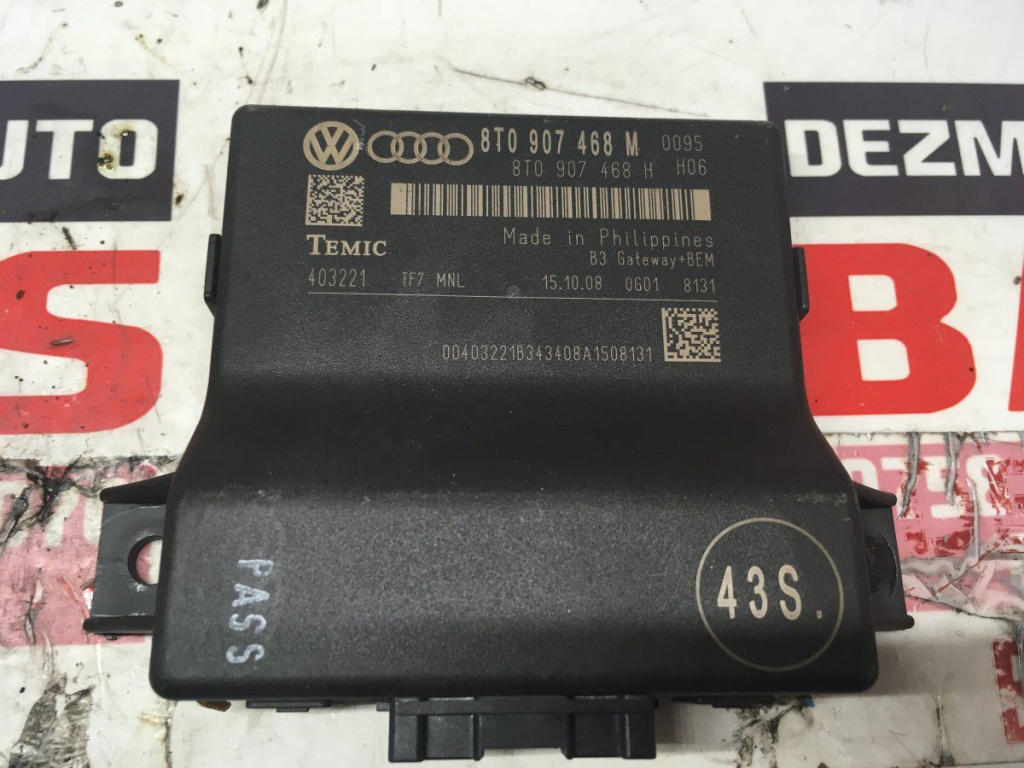 UTO
DEZM
8T0 907 468 M 0095
8T0 907 468 H H06
TEMIC
Made in Philippines
B3 Gateway+BEM
403221 TF7 MNL 15.10.08 0601 8131
00403221B343408A1508131
S
B
PASS
43S.